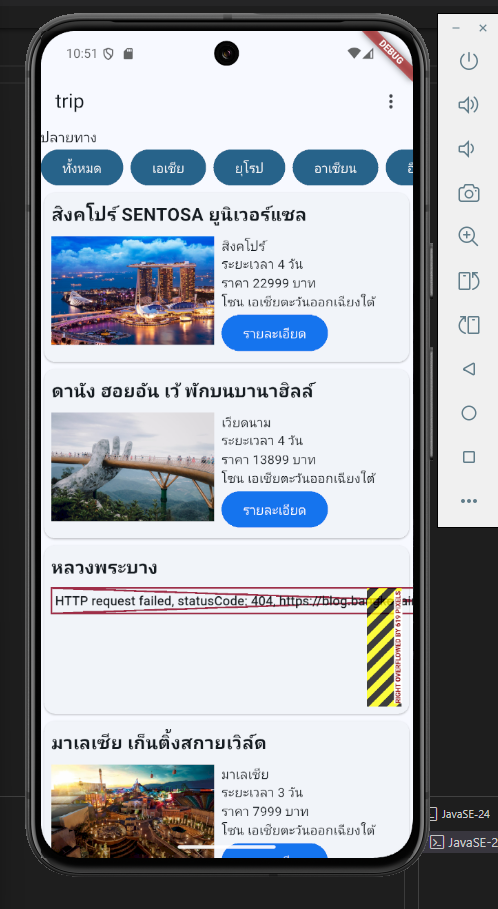 10:51
DEBUG
trip
ปลายทาง
ทั้งหมด
เอเชีย
ยุโรป
อาเซียน
สิงคโปร์ SENTOSA ยูนิเวอร์แซล
สิงคโปร์
ระยะเวลา 4 วัน
ราคา 22999 บาท
โซน เอเชียตะวันออกเฉียงใต้
รายละเอียด
ดานัง ฮอยอัน เว้ พักบนบานาฮิลล์
เวียดนาม
ระยะเวลา 4 วัน
ราคา 13899 บาท
โซน เอเชียตะวันออกเฉียงใต้
รายละเอียด
หลวงพระบาง
HTTP request failed, statusCode: 404, https://blog.ba
RIGHT OVERFLOWED BY 619 PIXELS
มาเลเซีย เก็นติ้งสกายเวิล์ด
มาเลเซีย
ระยะเวลา 3 วัน
ราคา 7999 บาท
โซน เอเชียตะวันออกเฉียงใต้
JavaSE-24
JavaSE-2